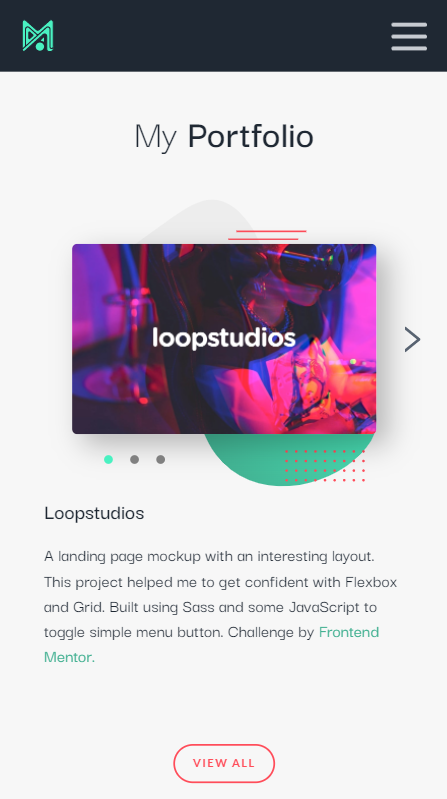 My Portfolio
loopstudios
Loopstudios
A landing page mockup with an interesting layout.
This project helped me to get confident with Flexbox
and Grid. Built using Sass and some JavaScript to
toggle simple menu button. Challenge by Frontend
Mentor.
VIEW ALL